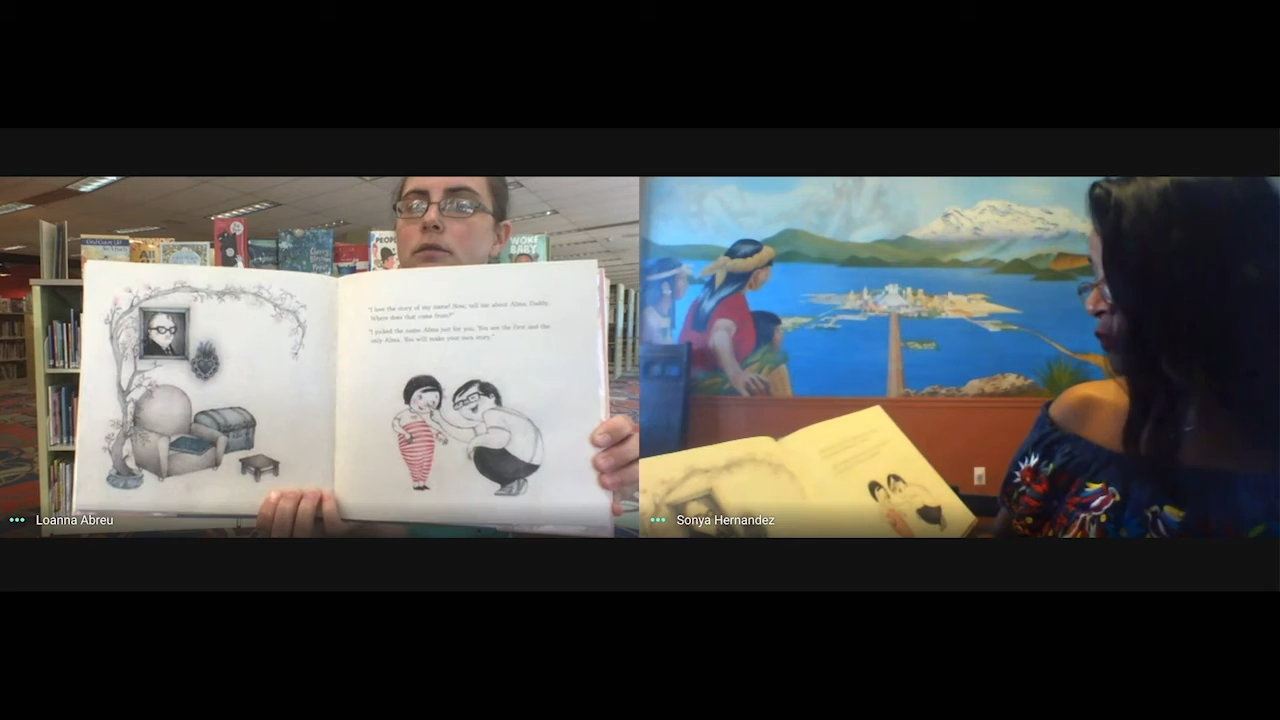 WOKE
BABY
"I love the story of my name! Now, tell me about Alma, Daddy.
Where does that come from?"
"I picked the name Alma just for you. You are the first and the
only Alma. You will make your own story."
Loanna Abreu
Sonya Hernandez